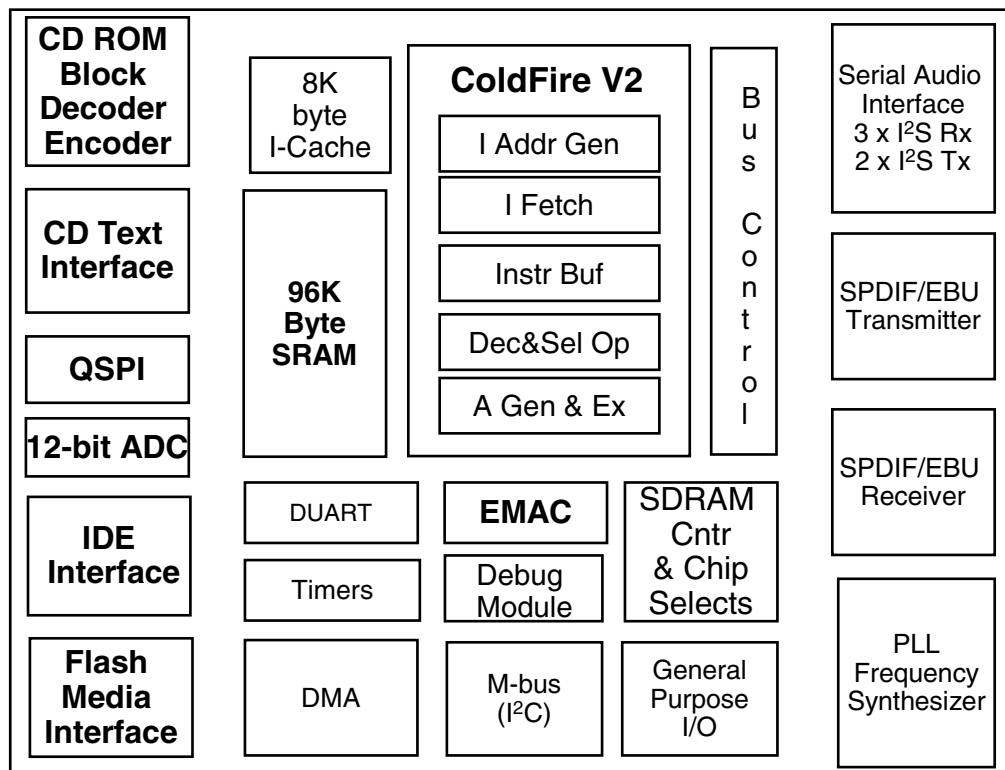 CD ROM
Block
Decoder
Encoder
CD Text
Interface
QSPI
12-bit ADC
IDE
Interface
Flash
Media
Interface
8K
byte
I-Cache
96K
Byte
SRAM
ColdFire V2
I Addr Gen
I Fetch
Instr Buf
Dec&Sel Op
A Gen & Ex
Bus Control
DUART
EMAC
SDRAM
Cntr
& Chip
Selects
Timers
Debug
Module
DMA
M-bus
(I²C)
General
Purpose
I/O
Serial Audio
Interface
3 x I²S Rx
2 x I²S Tx
SPDIF/EBU
Transmitter
SPDIF/EBU
Receiver
PLL
Frequency
Synthesizer